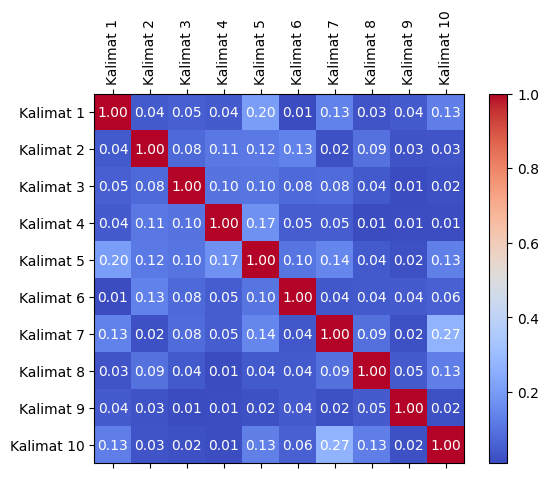 Kalimat 1 Kalimat 2 Kalimat 3 Kalimat 4 Kalimat 5 Kalimat 6 Kalimat 7 Kalimat 8 Kalimat 9 Kalimat 10
Kalimat 1 1.00 0.04 0.05 0.04 0.20 0.01 0.13 0.03 0.04 0.13
Kalimat 2 0.04 1.00 0.08 0.11 0.12 0.13 0.02 0.09 0.03 0.03
Kalimat 3 0.05 0.08 1.00 0.10 0.10 0.08 0.08 0.04 0.01 0.02
Kalimat 4 0.04 0.11 0.10 1.00 0.17 0.05 0.05 0.01 0.01 0.01
Kalimat 5 0.20 0.12 0.10 0.17 1.00 0.10 0.14 0.04 0.02 0.13
Kalimat 6 0.01 0.13 0.08 0.05 0.10 1.00 0.04 0.04 0.04 0.06
Kalimat 7 0.13 0.02 0.08 0.05 0.14 0.04 1.00 0.09 0.02 0.27
Kalimat 8 0.03 0.09 0.04 0.01 0.04 0.04 0.09 1.00 0.05 0.13
Kalimat 9 0.04 0.03 0.01 0.01 0.02 0.04 0.02 0.05 1.00 0.02
Kalimat 10 0.13 0.03 0.02 0.01 0.13 0.06 0.27 0.13 0.02 1.00
1.0
0.8
0.6
0.4
0.2